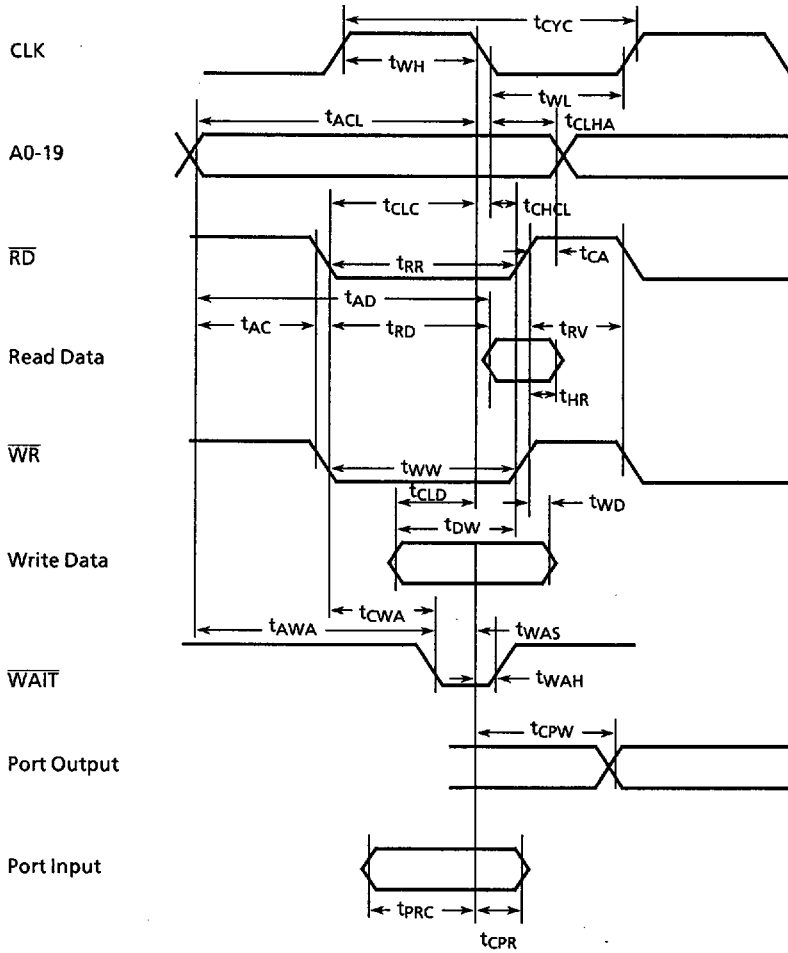 tCYC
CLK
tWH
tWL
tACL
tCLHA
A0-19
tCLC
tCHCL
RD
tRR
tCA
tAD
tAC
tRD
tRV
Read Data
tHR
WR
tWW
tCLD
tWD
tDW
Write Data
tCWA
tAWA
tWAS
WAIT
tWAH
tCPW
Port Output
Port Input
tPRC
tCPR